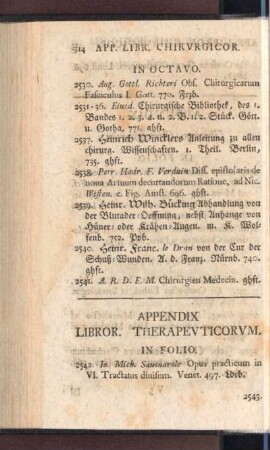 514 APP. LIBR. CHIRVRGICOR.
IN OCTAVO.
2530. Aug. Gottl. Richteri Obs. Chirurgicarum
Fasciculus I. Gott. 770. Frzb.
2531-36. Eiusd. Chirurgische Bibliothek, des 1.
Bandes 1. 2. 3. 4. u. 2. B. 1. 2. Stück. Gött.
u. Gotha, 771. ghft.
2537. Heinrich Wincklers Anleitung zu allen
chirurg. Wissenschaften. 1. Theil. Berlin,
735. ghft.
2538. Petr. Hadr. F. Verduin Diss. epistolaris de
noua Artuum decurtandorum Ratione, ad Nic.
Witsen. c. Fig. Amst. 696. ghft.
2539. Heinr. Wilh. Bücking Abhandlung von
der Blutader-Oeffnung, nebst Anhange von
Hüner- oder Krähen-Augen. m. K. Wol-
fenb. 752. Ppb.
2540. Heinr. Franc. le Dran von der Cur der
Schuß-Wunden. A. d. Franz. Nürnb. 740.
ghft.
2541. A. R. D. E. M. Chirurgien Medecin. ghft.
APPENDIX
LIBROR. THERAPEVTICORVM.
IN FOLIO.
2542. Io. Mich. Sauonarole Opus practicum in
VI. Tractatus diuisum. Venet. 497. Ldrb.
2543.